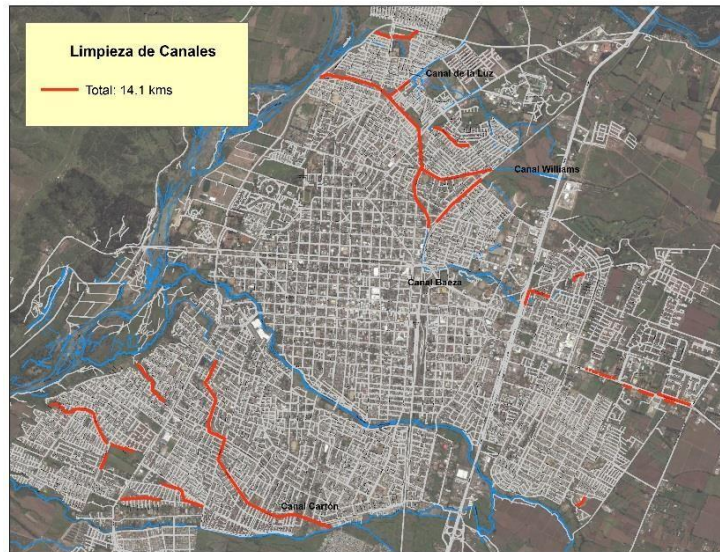 Limpieza de Canales
Total: 14.1 kms
Canal de la Luz
Canal Williams
Canal Baeza
Canal Cartón